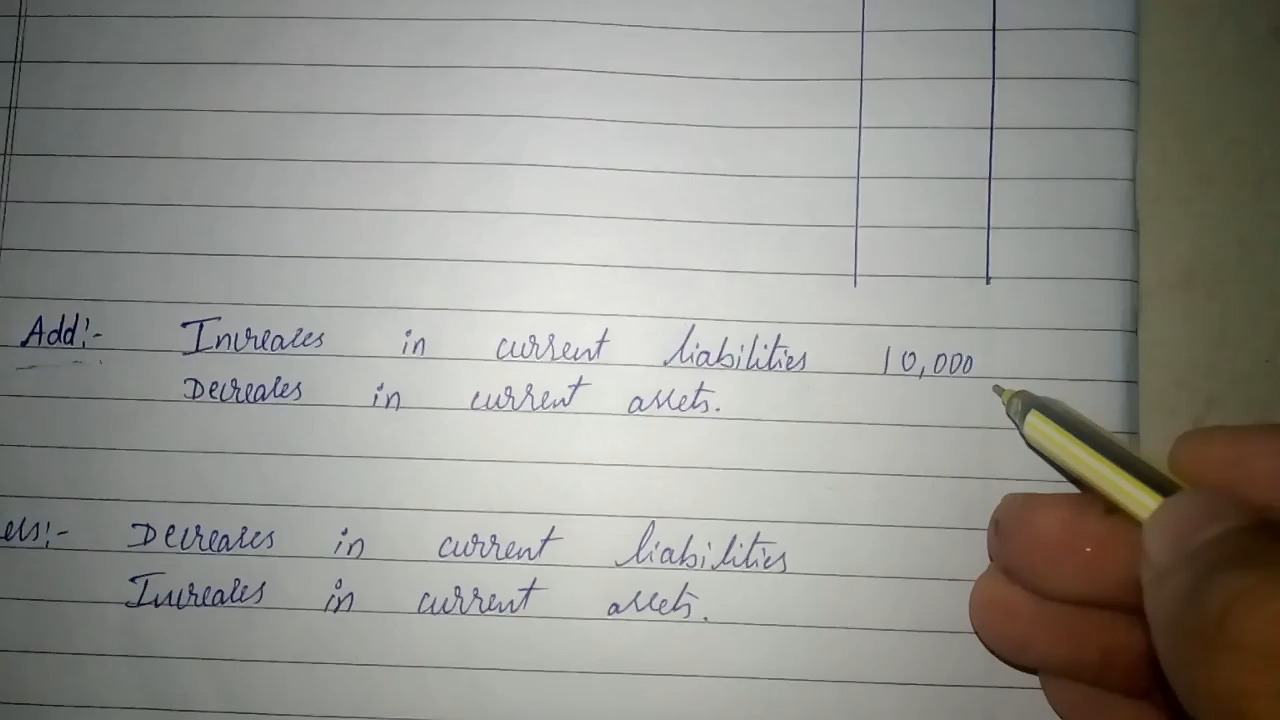 Add:- Increases in current liabilities 10,000
Decreases in current assets.
ess:- Decreases in current liabilities
Increases in current assets.